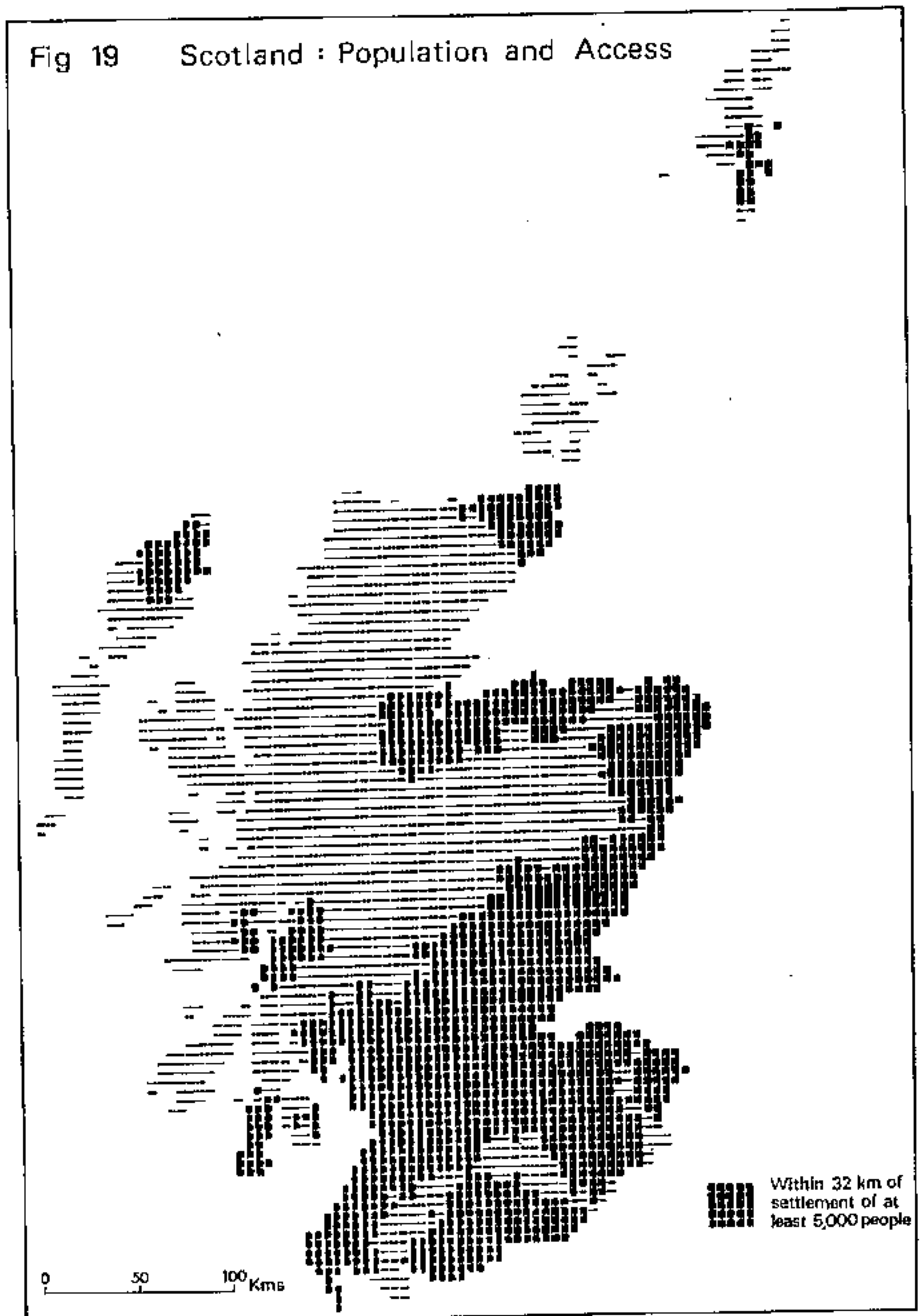 Fig 19 Scotland : Population and Access
Within 32 km of
settlement of at
least 5,000 people
0 50 100 Kms